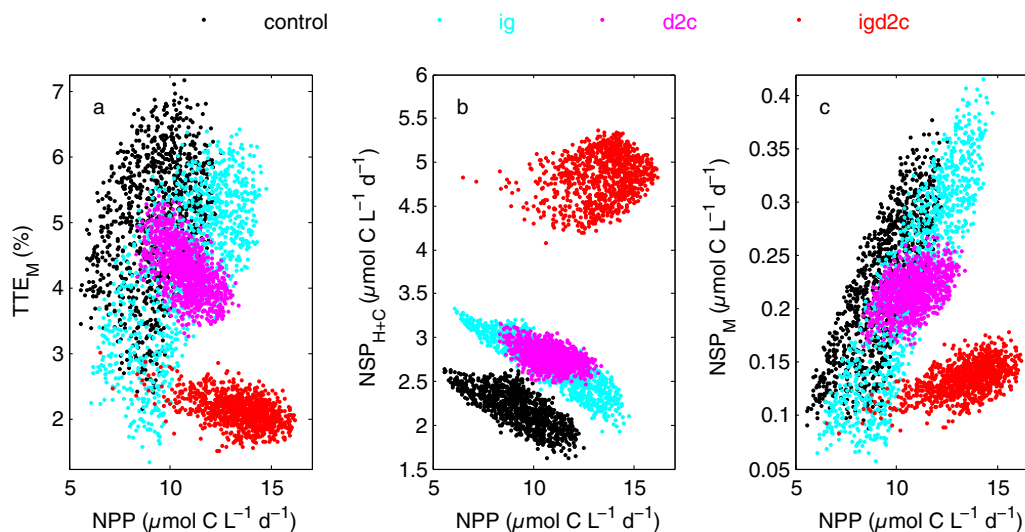 control ig d2c igd2c
a
7
6
5
4
3
2
TTE_M (%)
5 10 15
NPP (µmol C L⁻¹ d⁻¹)
b
6
5.5
5
4.5
4
3.5
3
2.5
2
1.5
NSP_H+C (µmol C L⁻¹ d⁻¹)
5 10 15
NPP (µmol C L⁻¹ d⁻¹)
c
0.4
0.35
0.3
0.25
0.2
0.15
0.1
0.05
NSP_M (µmol C L⁻¹ d⁻¹)
5 10 15
NPP (µmol C L⁻¹ d⁻¹)